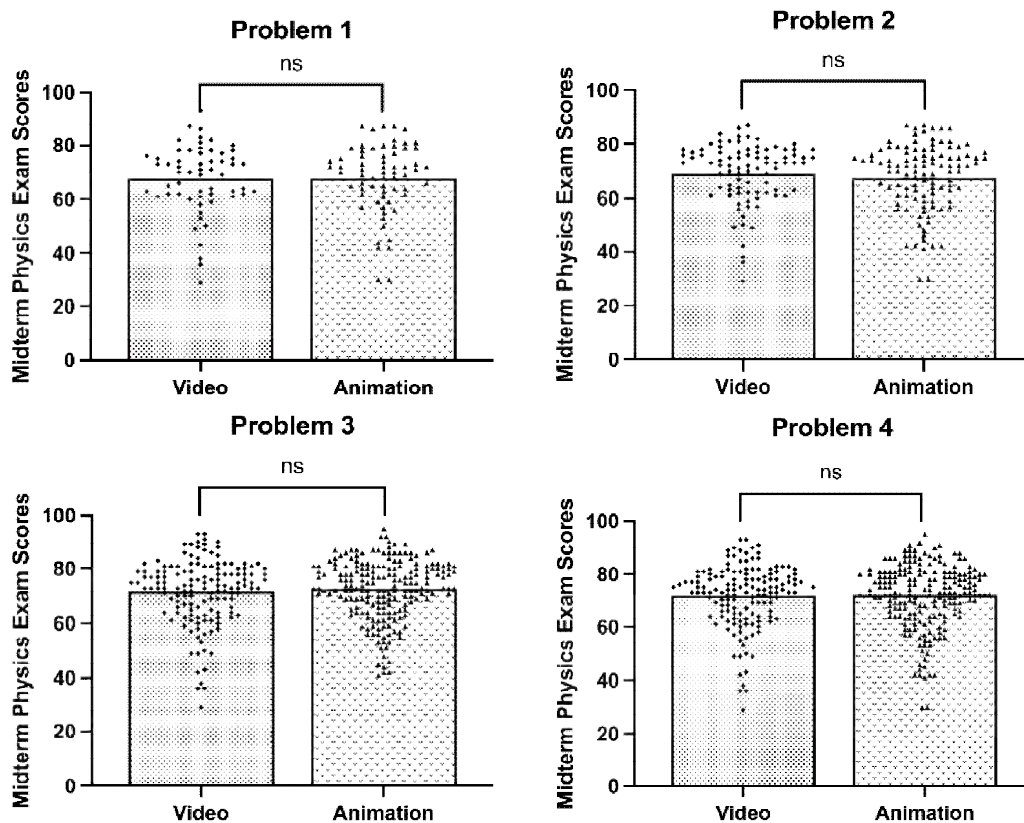 Problem 1
ns
Midterm Physics Exam Scores
100
80
60
40
20
0
Video Animation
Problem 2
ns
Midterm Physics Exam Scores
100
80
60
40
20
0
Video Animation
Problem 3
ns
Midterm Physics Exam Scores
100
80
60
40
20
0
Video Animation
Problem 4
ns
Midterm Physics Exam Scores
100
80
60
40
20
0
Video Animation